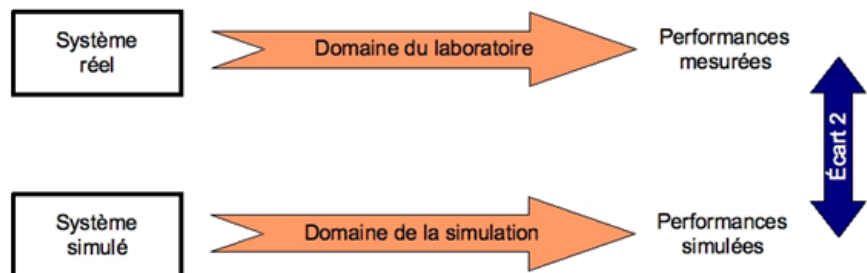 Système
réel
Domaine du laboratoire
Performances
mesurées
Écart 2
Système
simulé
Domaine de la simulation
Performances
simulées